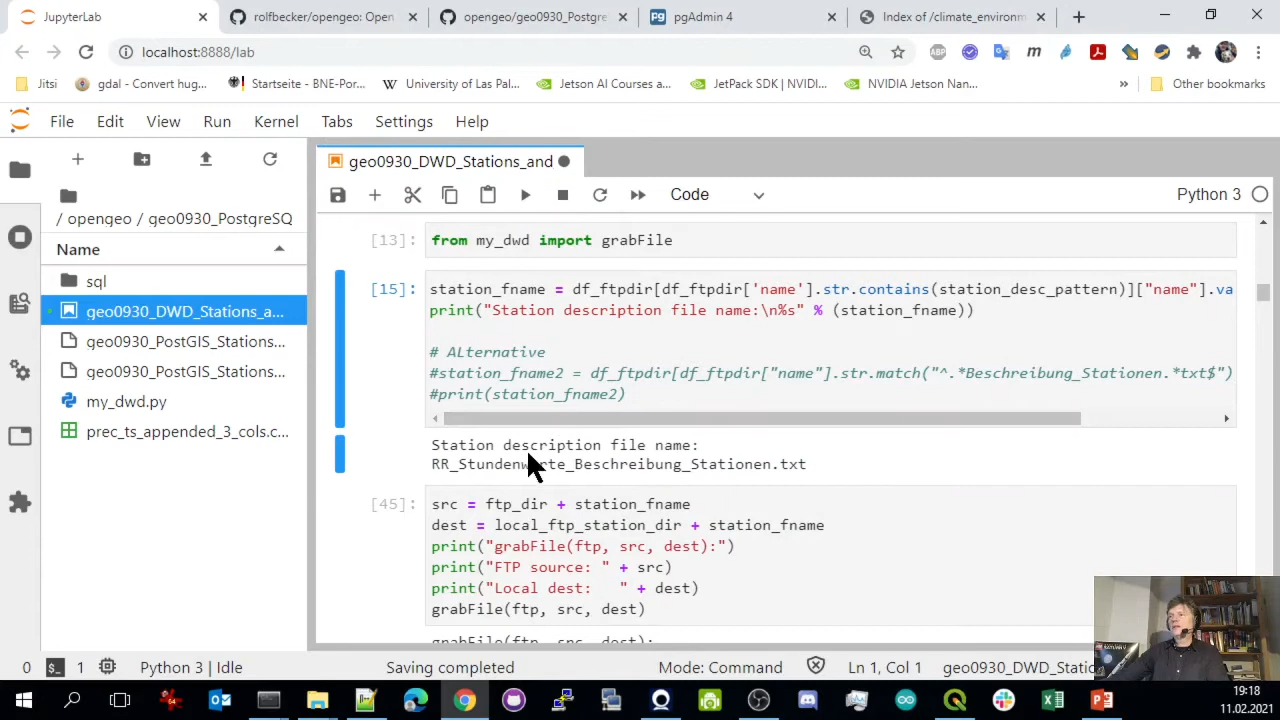 JupyterLab
rolfbecker/opengeo: Open
opengeo/geo0930_Postgre
pgAdmin 4
Index of /climate_environm
localhost:8888/lab
Jitsi
gdal - Convert hug...
Startseite - BNE-Por...
University of Las Pal...
Jetson AI Courses a...
JetPack SDK | NVIDI...
NVIDIA Jetson Nan...
Other bookmarks
File Edit View Run Kernel Tabs Settings Help
geo0930_DWD_Stations_and
Code
Python 3
/ opengeo / geo0930_PostgreSQ
Name
sql
geo0930_DWD_Stations_a...
geo0930_PostGIS_Stations...
geo0930_PostGIS_Stations...
my_dwd.py
prec_ts_appended_3_cols.c...
[13]: from my_dwd import grabFile
[15]: station_fname = df_ftpdir[df_ftpdir['name'].str.contains(station_desc_pattern)]["name"].va
print("Station description file name:\n%s" % (station_fname))
# ALternative
#station_fname2 = df_ftpdir[df_ftpdir["name"].str.match("^.*Beschreibung_Stationen.*txt$")
#print(station_fname2)
Station description file name:
RR_Stundenwerte_Beschreibung_Stationen.txt
[45]: src = ftp_dir + station_fname
dest = local_ftp_station_dir + station_fname
print("grabFile(ftp, src, dest):")
print("FTP source: " + src)
print("Local dest:   " + dest)
grabFile(ftp, src, dest)
grabFile(ftp, src, dest):
0
1
Python 3 | Idle
Saving completed
Mode: Command
Ln 1, Col 1
geo0930_DWD_Statio
19:18
11.02.2021